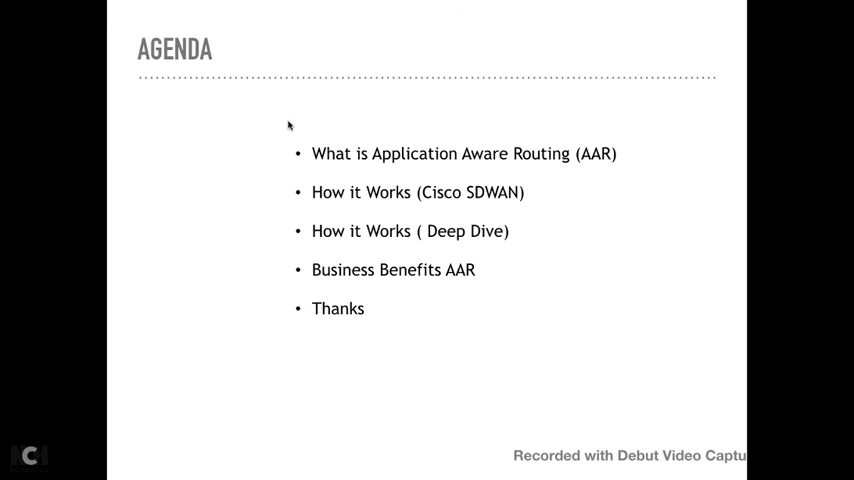 AGENDA
• What is Application Aware Routing (AAR)
• How it Works (Cisco SDWAN)
• How it Works ( Deep Dive)
• Business Benefits AAR
• Thanks
Recorded with Debut Video Captu